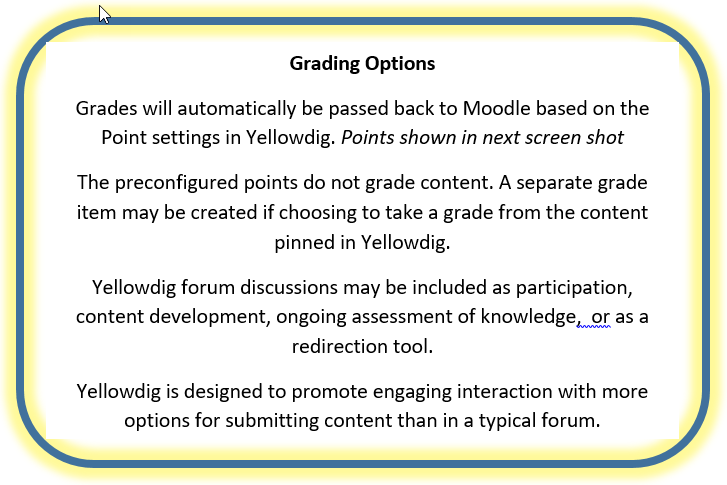 Grading Options
Grades will automatically be passed back to Moodle based on the
Point settings in Yellowdig. Points shown in next screen shot
The preconfigured points do not grade content. A separate grade
item may be created if choosing to take a grade from the content
pinned in Yellowdig.
Yellowdig forum discussions may be included as participation,
content development, ongoing assessment of knowledge,  or as a
redirection tool.
Yellowdig is designed to promote engaging interaction with more
options for submitting content than in a typical forum.